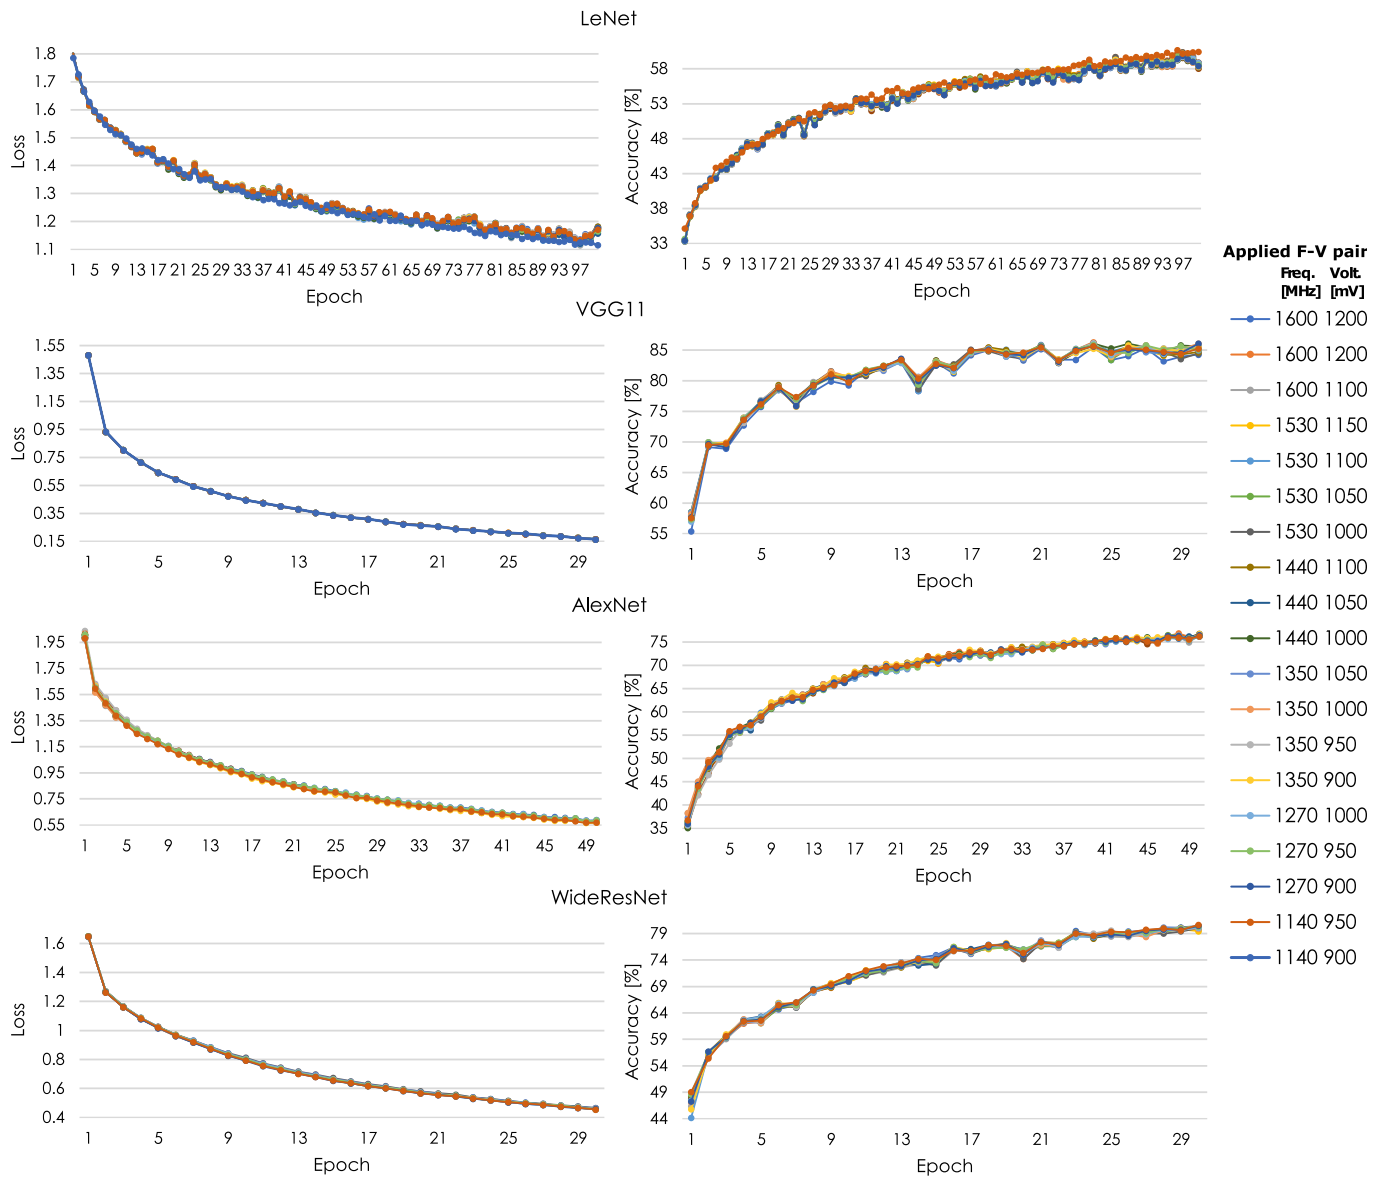 LeNet
1.8
1.7
1.6
1.5
1.4
1.3
1.2
1.1
Loss
1 5 9 13 17 21 25 29 33 37 41 45 49 53 57 61 65 69 73 77 81 85 89 93 97
Epoch
58
53
48
43
38
33
Accuracy [%]
1 5 9 13 17 21 25 29 33 37 41 45 49 53 57 61 65 69 73 77 81 85 89 93 97
Epoch
VGG11
1.55
1.35
1.15
0.95
0.75
0.55
0.35
0.15
Loss
1 5 9 13 17 21 25 29
Epoch
85
80
75
70
65
60
55
Accuracy [%]
1 5 9 13 17 21 25 29
Epoch
AlexNet
1.95
1.75
1.55
1.35
1.15
0.95
0.75
0.55
Loss
1 5 9 13 17 21 25 29 33 37 41 45 49
Epoch
75
70
65
60
55
50
45
40
35
Accuracy [%]
1 5 9 13 17 21 25 29 33 37 41 45 49
Epoch
WideResNet
1.6
1.4
1.2
1
0.8
0.6
0.4
Loss
1 5 9 13 17 21 25 29
Epoch
79
74
69
64
59
54
49
44
Accuracy [%]
1 5 9 13 17 21 25 29
Epoch
Applied F-V pair
Freq. Volt.
[MHz] [mV]
1600 1200
1600 1200
1600 1100
1530 1150
1530 1100
1530 1050
1530 1000
1440 1100
1440 1050
1440 1000
1350 1050
1350 1000
1350 950
1350 900
1270 1000
1270 950
1270 900
1140 950
1140 900